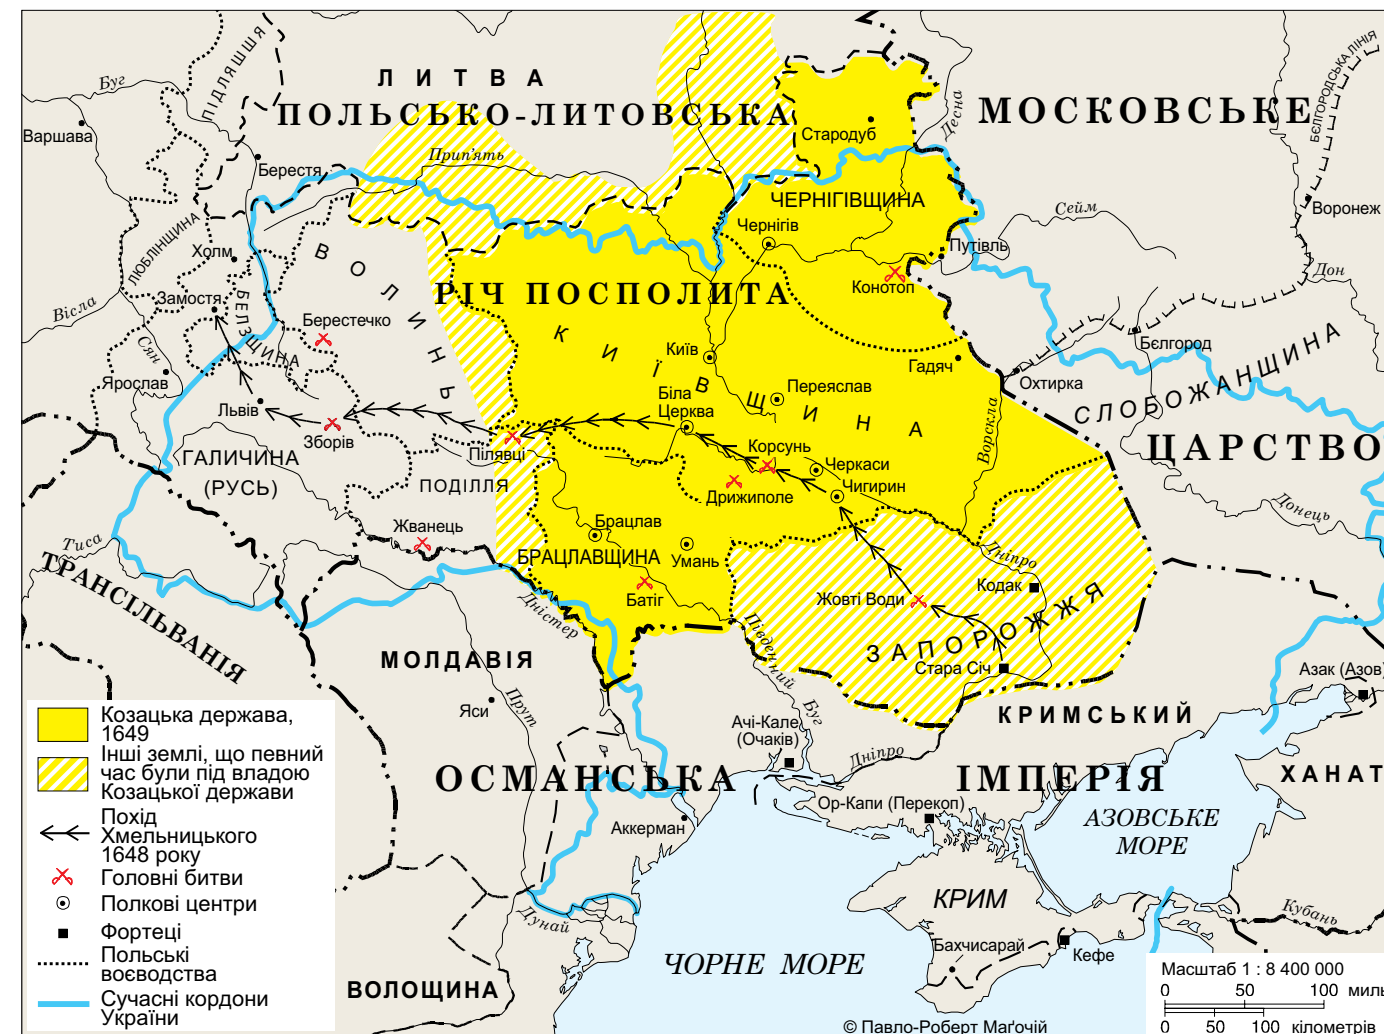 ЛИТВА
ПОЛЬСЬКО-ЛИТОВСЬКА
РІЧ ПОСПОЛИТА
МОСКОВСЬКЕ
ЦАРСТВО
БЄЛГОРОДСЬКА ЛІНІЯ
ПІДЛЯШШЯ
Буг
Варшава
Берестя
Прип'ять
Стародуб
Десна
ЧЕРНІГІВЩИНА
Чернігів
Сейм
Воронеж
Путивль
Дон
Конотоп
ЛЮБЛІНЩИНА
Холм
ВОЛИНЬ
Вісла
Замостя
БЕЛЗЩИНА
Берестечко
Сян
Ярослав
Львів
Зборів
КИЇВЩИНА
Київ
Переяслав
Гадяч
Охтирка
Бєлгород
СЛОБОЖАНЩИНА
Біла
Церква
Ворскла
Пилявці
Корсунь
Черкаси
Чигирин
Дрижиполе
ГАЛИЧИНА
(РУСЬ)
ПОДІЛЛЯ
Жванець
Брацлав
БРАЦЛАВЩИНА
Умань
Батіг
Донець
Дніпро
Кодак
Жовті Води
ЗАПОРОЖЖЯ
Стара Січ
Тиса
ТРАНСІЛЬВАНІЯ
Дністер
МОЛДАВІЯ
Південний Буг
Прут
Яси
Азак (Азов)
КРИМСЬКИЙ
ХАНАТ
Ачі-Кале
(Очаків)
Дніпро
ОСМАНСЬКА
ІМПЕРІЯ
Ор-Капи (Перекоп)
Аккерман
АЗОВСЬКЕ
МОРЕ
КРИМ
Кубань
Дунай
Бахчисарай
Кефе
ЧОРНЕ МОРЕ
ВОЛОЩИНА
Козацька держава,
1649
Інші землі, що певний
час були під владою
Козацької держави
Похід
Хмельницького
1648 року
Головні битви
Полкові центри
Фортеці
Польські
воєводства
Сучасні кордони
України
Масштаб 1 : 8 400 000
0 50 100 миль
0 50 100 кілометрів
© Павло-Роберт Маґочій